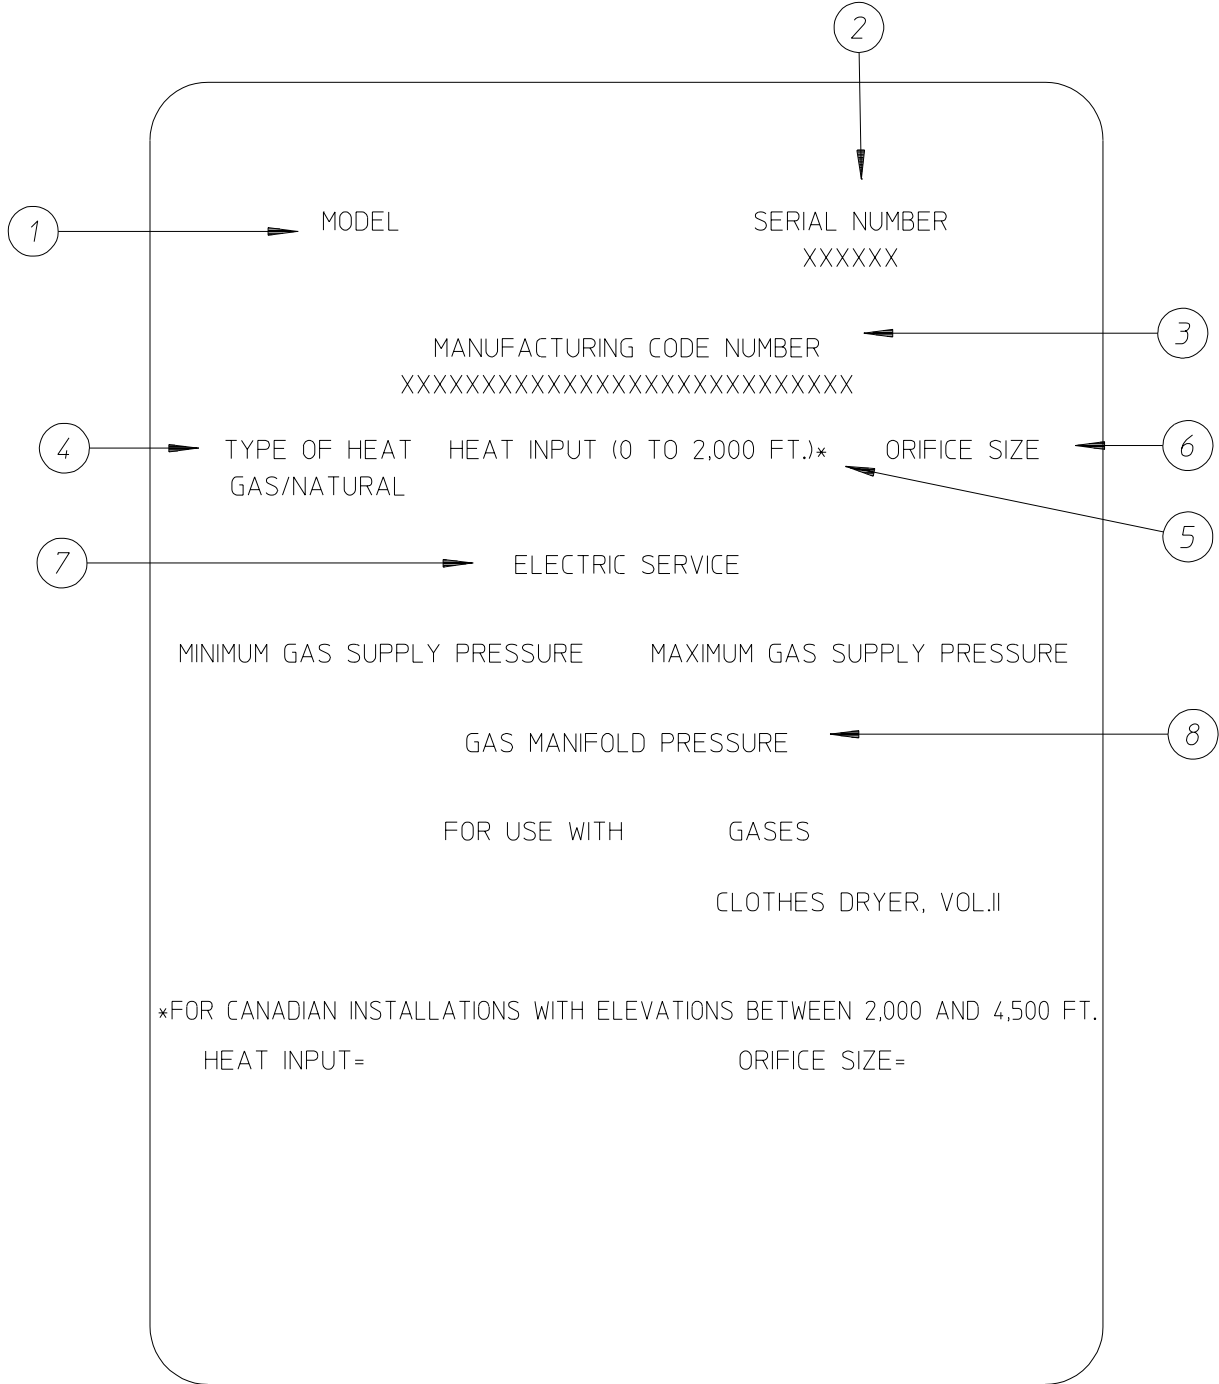 2
1 MODEL SERIAL NUMBER
XXXXXX
3
MANUFACTURING CODE NUMBER
XXXXXXXXXXXXXXXXXXXXXXXXXXXX
4 TYPE OF HEAT HEAT INPUT (0 TO 2,000 FT.)* ORIFICE SIZE 6
GAS/NATURAL
5
7 ELECTRIC SERVICE
MINIMUM GAS SUPPLY PRESSURE MAXIMUM GAS SUPPLY PRESSURE
GAS MANIFOLD PRESSURE 8
FOR USE WITH GASES
CLOTHES DRYER, VOL.II
*FOR CANADIAN INSTALLATIONS WITH ELEVATIONS BETWEEN 2,000 AND 4,500 FT.
HEAT INPUT= ORIFICE SIZE=